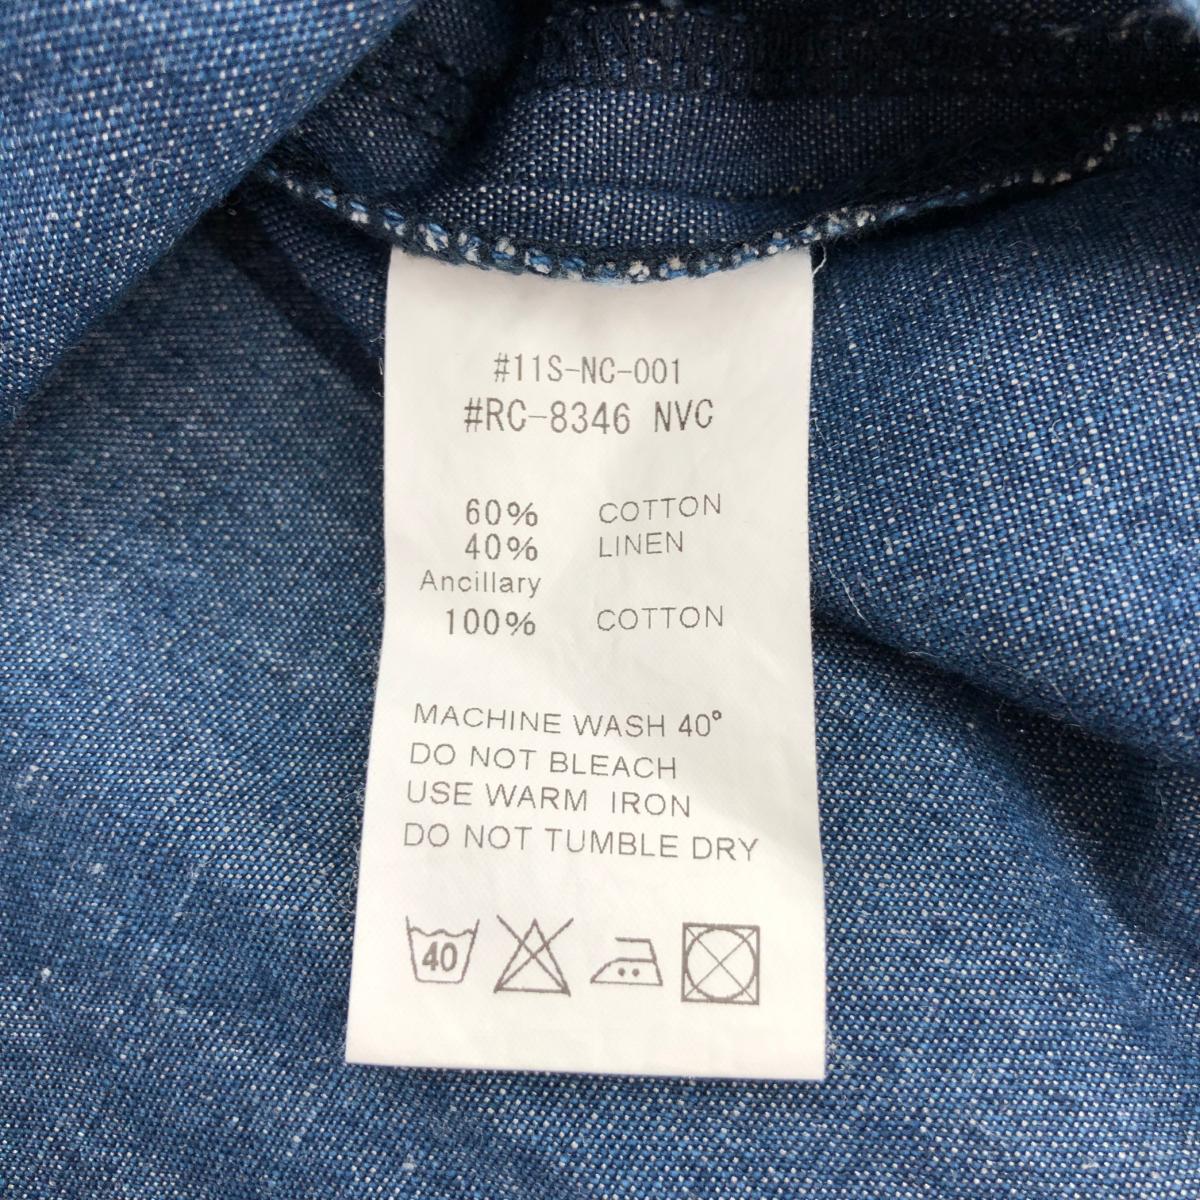 #11S-NC-001
#RC-8346 NVC
60% COTTON
40% LINEN
Ancillary
100% COTTON
MACHINE WASH 40°
DO NOT BLEACH
USE WARM IRON
DO NOT TUMBLE DRY
40